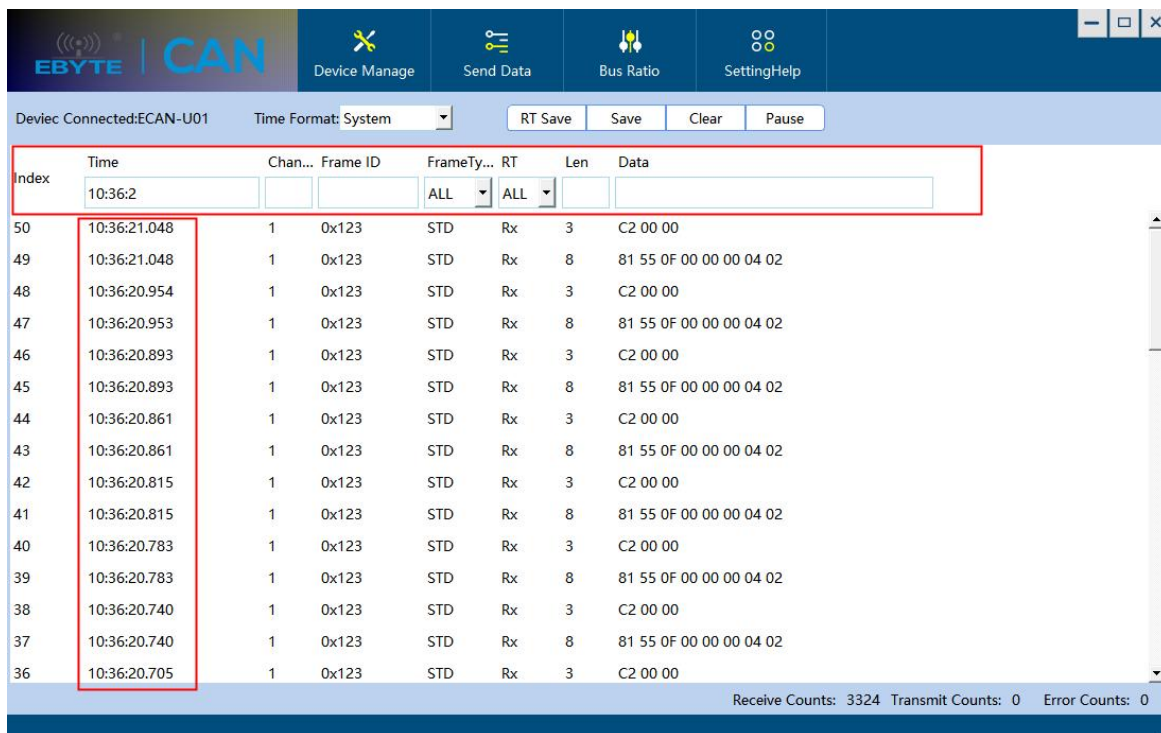 EBYTE | CAN
Device Manage Send Data Bus Ratio SettingHelp
Deviec Connected:ECAN-U01 Time Format: System RT Save Save Clear Pause
Index Time Chan... Frame ID FrameTy... RT Len Data
10:36:2 ALL ALL
50 10:36:21.048 1 0x123 STD Rx 3 C2 00 00
49 10:36:21.048 1 0x123 STD Rx 8 81 55 0F 00 00 00 04 02
48 10:36:20.954 1 0x123 STD Rx 3 C2 00 00
47 10:36:20.953 1 0x123 STD Rx 8 81 55 0F 00 00 00 04 02
46 10:36:20.893 1 0x123 STD Rx 3 C2 00 00
45 10:36:20.893 1 0x123 STD Rx 8 81 55 0F 00 00 00 04 02
44 10:36:20.861 1 0x123 STD Rx 3 C2 00 00
43 10:36:20.861 1 0x123 STD Rx 8 81 55 0F 00 00 00 04 02
42 10:36:20.815 1 0x123 STD Rx 3 C2 00 00
41 10:36:20.815 1 0x123 STD Rx 8 81 55 0F 00 00 00 04 02
40 10:36:20.783 1 0x123 STD Rx 3 C2 00 00
39 10:36:20.783 1 0x123 STD Rx 8 81 55 0F 00 00 00 04 02
38 10:36:20.740 1 0x123 STD Rx 3 C2 00 00
37 10:36:20.740 1 0x123 STD Rx 8 81 55 0F 00 00 00 04 02
36 10:36:20.705 1 0x123 STD Rx 3 C2 00 00
Receive Counts: 3324 Transmit Counts: 0 Error Counts: 0